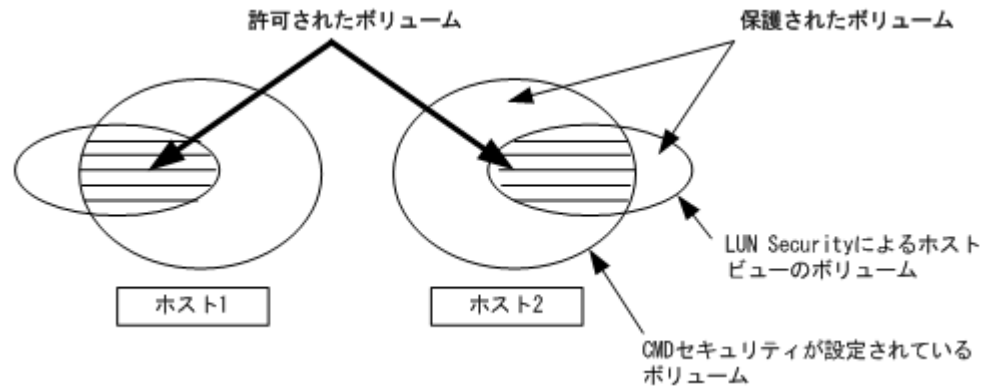 許可されたボリューム
保護されたボリューム
LUN Securityによるホスト
ビューのボリューム
ホスト1
ホスト2
CMDセキュリティが設定されている
ボリューム